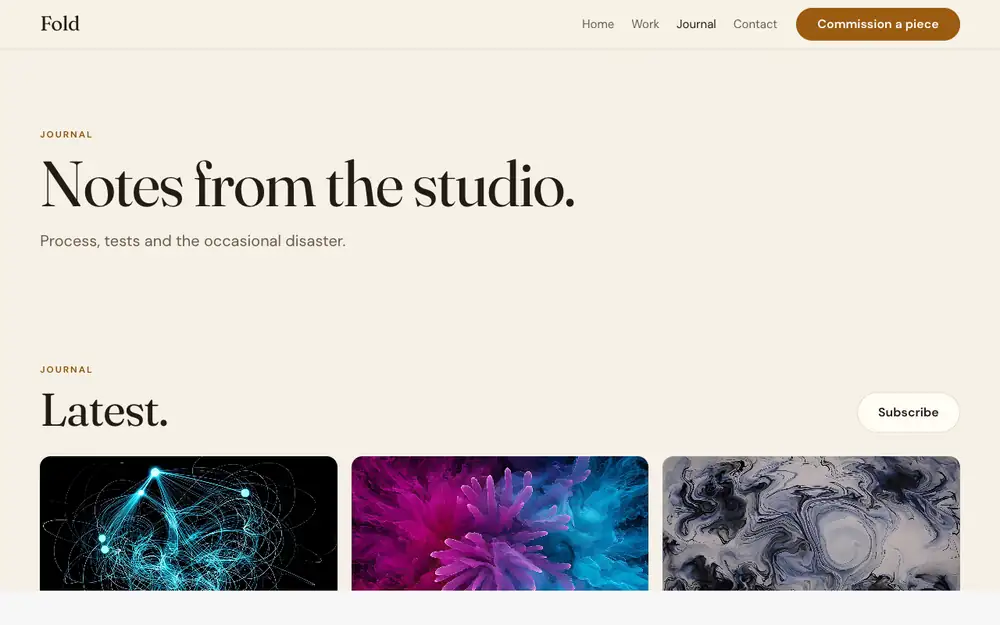 Fold
Home Work Journal Contact Commission a piece
JOURNAL
Notes from the studio.
Process, tests and the occasional disaster.
JOURNAL
Latest.
Subscribe